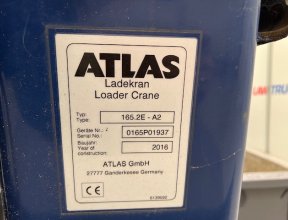 ATLAS
Ladekran
Loader Crane
Typ:
Type: 165.2E - A2
Geräte Nr.:
Serial No.: 0165P01937
Baujahr:
Year of construction: 2016
ATLAS GmbH
27777 Ganderkesee Germany
CE